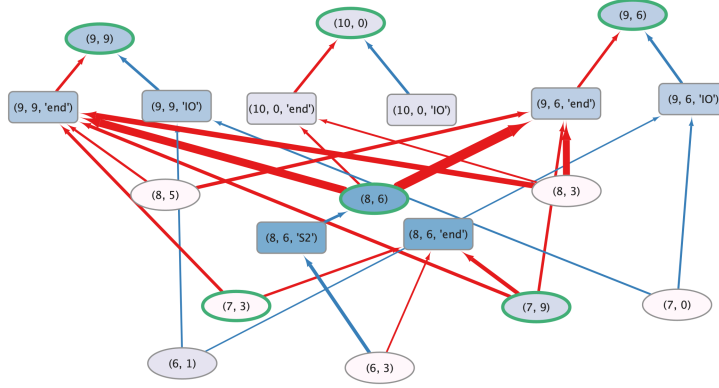 (9, 9)
(10, 0)
(9, 6)
(9, 9, 'end')
(9, 9, 'IO')
(10, 0, 'end')
(10, 0, 'IO')
(9, 6, 'end')
(9, 6, 'IO')
(8, 5)
(8, 6)
(8, 3)
(8, 6, 'S2')
(8, 6, 'end')
(7, 3)
(7, 9)
(7, 0)
(6, 1)
(6, 3)